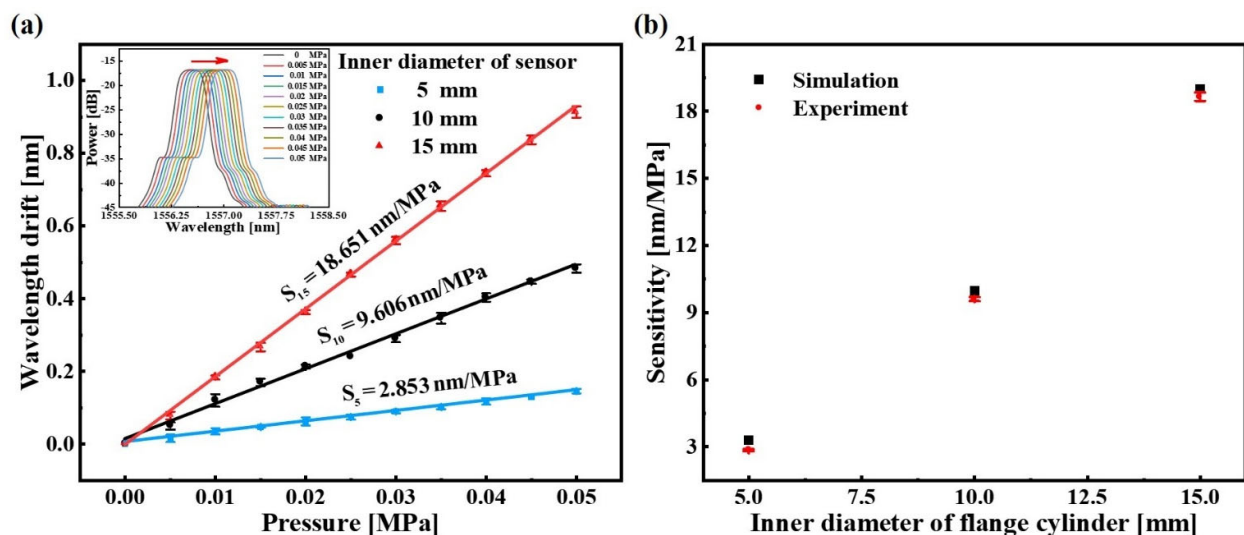 (a)
Wavelength drift [nm]
1.0
0.8
0.6
0.4
0.2
0.0
0.00
0.01
0.02
0.03
0.04
0.05
Pressure [MPa]
Inner diameter of sensor
5 mm
10 mm
15 mm
S15=18.651 nm/MPa
S10=9.606 nm/MPa
S5=2.853 nm/MPa
Power [dB]
-15
-20
-25
-30
-35
-40
-45
1555.50
1556.25
1557.00
1557.75
1558.50
Wavelength [nm]
0 MPa
0.005 MPa
0.01 MPa
0.015 MPa
0.02 MPa
0.025 MPa
0.03 MPa
0.035 MPa
0.04 MPa
0.045 MPa
0.05 MPa
(b)
Sensitivity [nm/MPa]
21
18
15
12
9
6
3
5.0
7.5
10.0
12.5
15.0
Inner diameter of flange cylinder [mm]
Simulation
Experiment